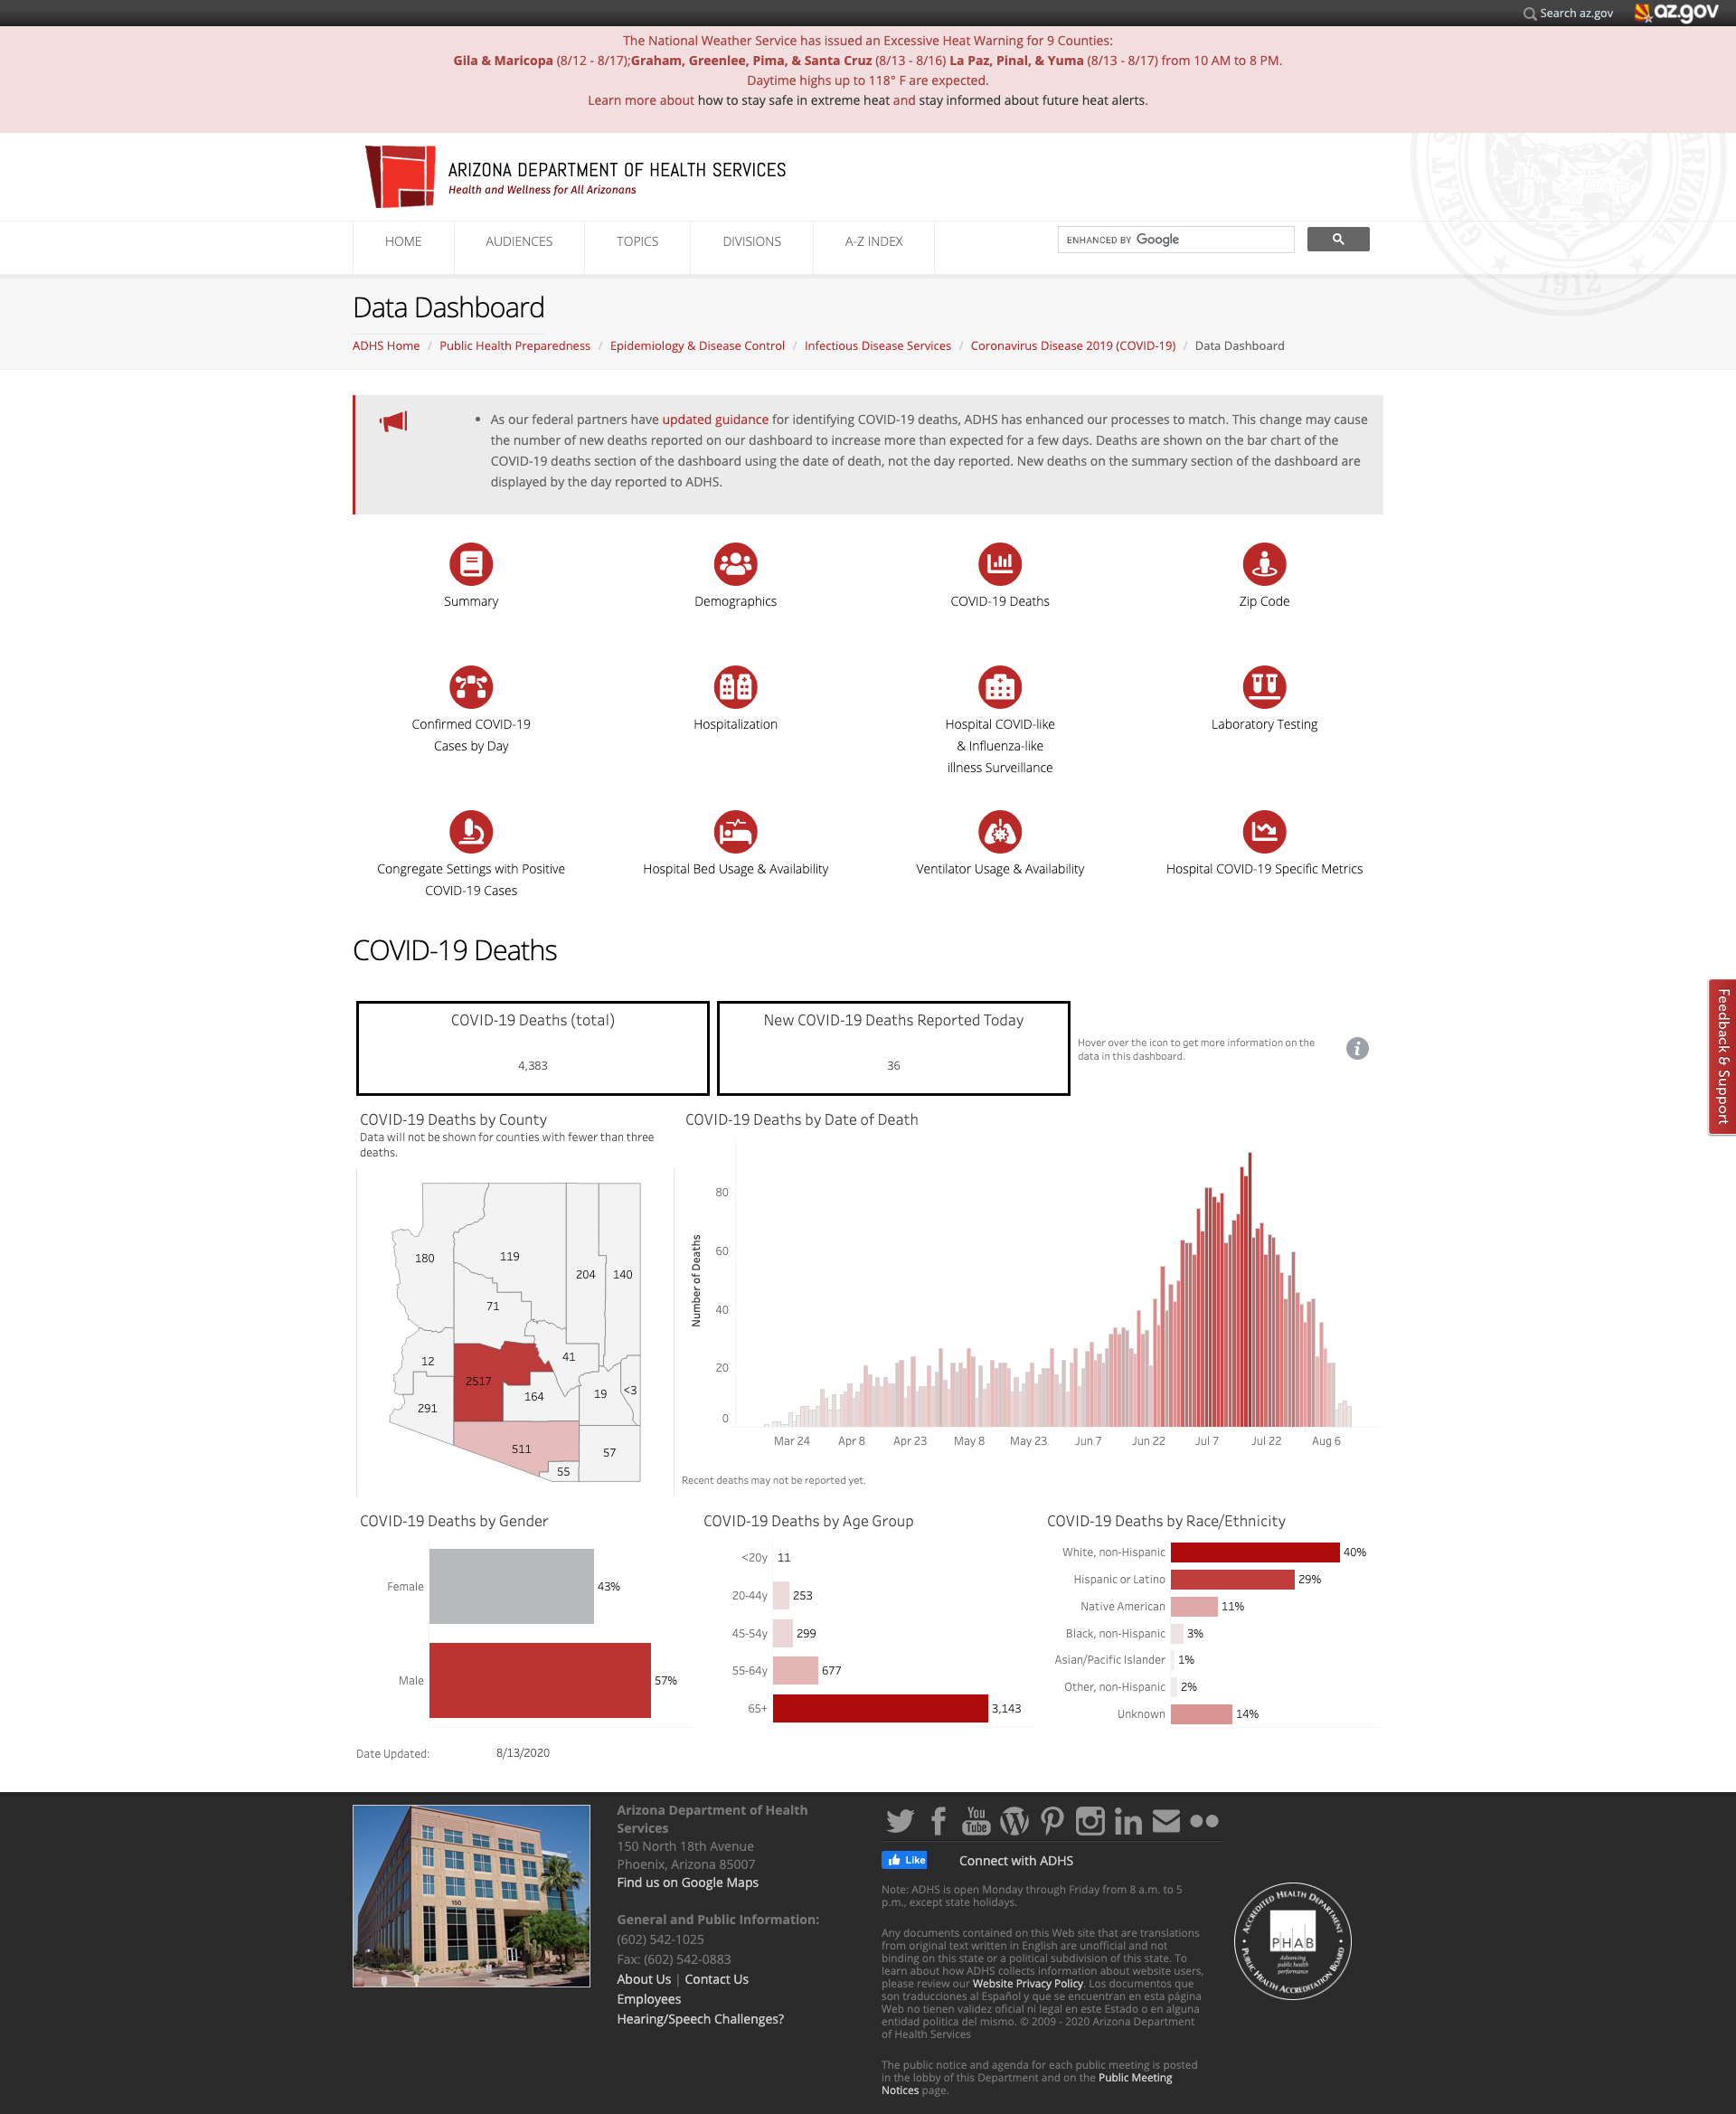 Search az.gov
az.gov
The National Weather Service has issued an Excessive Heat Warning for 9 Counties:
Gila & Maricopa (8/12 - 8/17);Graham, Greenlee, Pima, & Santa Cruz (8/13 - 8/16) La Paz, Pinal, & Yuma (8/13 - 8/17) from 10 AM to 8 PM.
Daytime highs up to 118° F are expected.
Learn more about how to stay safe in extreme heat and stay informed about future heat alerts.
ARIZONA DEPARTMENT OF HEALTH SERVICES
Health and Wellness for All Arizonans
GREAT S ARIZONA
1912
HOME
AUDIENCES
TOPICS
DIVISIONS
A-Z INDEX
ENHANCED BY Google
Data Dashboard
ADHS Home / Public Health Preparedness / Epidemiology & Disease Control / Infectious Disease Services / Coronavirus Disease 2019 (COVID-19) / Data Dashboard
• As our federal partners have updated guidance for identifying COVID-19 deaths, ADHS has enhanced our processes to match. This change may cause
the number of new deaths reported on our dashboard to increase more than expected for a few days. Deaths are shown on the bar chart of the
COVID-19 deaths section of the dashboard using the date of death, not the day reported. New deaths on the summary section of the dashboard are
displayed by the day reported to ADHS.
Summary
Demographics
COVID-19 Deaths
Zip Code
Confirmed COVID-19
Cases by Day
Hospitalization
Hospital COVID-like
& Influenza-like
illness Surveillance
Laboratory Testing
Congregate Settings with Positive
COVID-19 Cases
Hospital Bed Usage & Availability
Ventilator Usage & Availability
Hospital COVID-19 Specific Metrics
COVID-19 Deaths
COVID-19 Deaths (total)
4,383
New COVID-19 Deaths Reported Today
36
Hover over the icon to get more information on the
data in this dashboard.
i
Feedback & Support
COVID-19 Deaths by County
Data will not be shown for counties with fewer than three
deaths.
180
119
204
140
71
12
41
2517
164
19
<3
291
511
57
55
COVID-19 Deaths by Date of Death
Number of Deaths
80
60
40
20
0
Mar 24
Apr 8
Apr 23
May 8
May 23
Jun 7
Jun 22
Jul 7
Jul 22
Aug 6
Recent deaths may not be reported yet.
COVID-19 Deaths by Gender
Female 43%
Male 57%
COVID-19 Deaths by Age Group
<20y 11
20-44y 253
45-54y 299
55-64y 677
65+ 3,143
COVID-19 Deaths by Race/Ethnicity
White, non-Hispanic 40%
Hispanic or Latino 29%
Native American 11%
Black, non-Hispanic 3%
Asian/Pacific Islander 1%
Other, non-Hispanic 2%
Unknown 14%
Date Updated: 8/13/2020
150
Arizona Department of Health
Services
150 North 18th Avenue
Phoenix, Arizona 85007
Find us on Google Maps
General and Public Information:
(602) 542-1025
Fax: (602) 542-0883
About Us | Contact Us
Employees
Hearing/Speech Challenges?
You
Tube
in
Like
Connect with ADHS
Note: ADHS is open Monday through Friday from 8 a.m. to 5
p.m., except state holidays.
Any documents contained on this Web site that are translations
from original text written in English are unofficial and not
binding on this state or a political subdivision of this state. To
learn about how ADHS collects information about website users,
please review our Website Privacy Policy. Los documentos que
son traducciones al Español y que se encuentran en esta página
Web no tienen validez oficial ni legal en este Estado o en alguna
entidad politica del mismo. © 2009 - 2020 Arizona Department
of Health Services
The public notice and agenda for each public meeting is posted
in the lobby of this Department and on the Public Meeting
Notices page.
ACCREDITED HEALTH DEPARTMENT
PHAB
Advancing
public health
performance
PUBLIC HEALTH ACCREDITATION BOARD